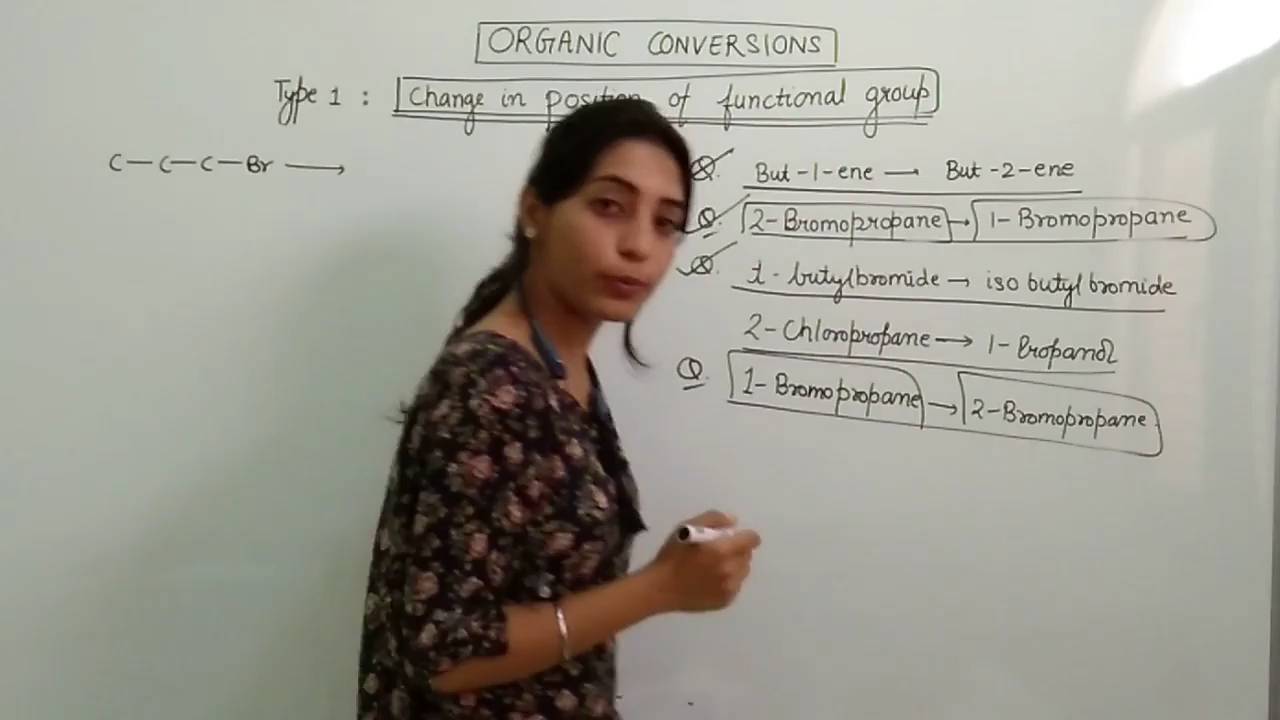 ORGANIC CONVERSIONS
Type 1 : Change in position of functional group
C — C — C — Br ⟶
Q. But -1-ene ⟶ But -2-ene
Q. 2-Bromopropane → 1-Bromopropane
Q. t-butylbromide → iso butyl bromide
2-Chloropropane ⟶ 1-Propanol
Q. 1-Bromopropane ⟶ 2-Bromopropane